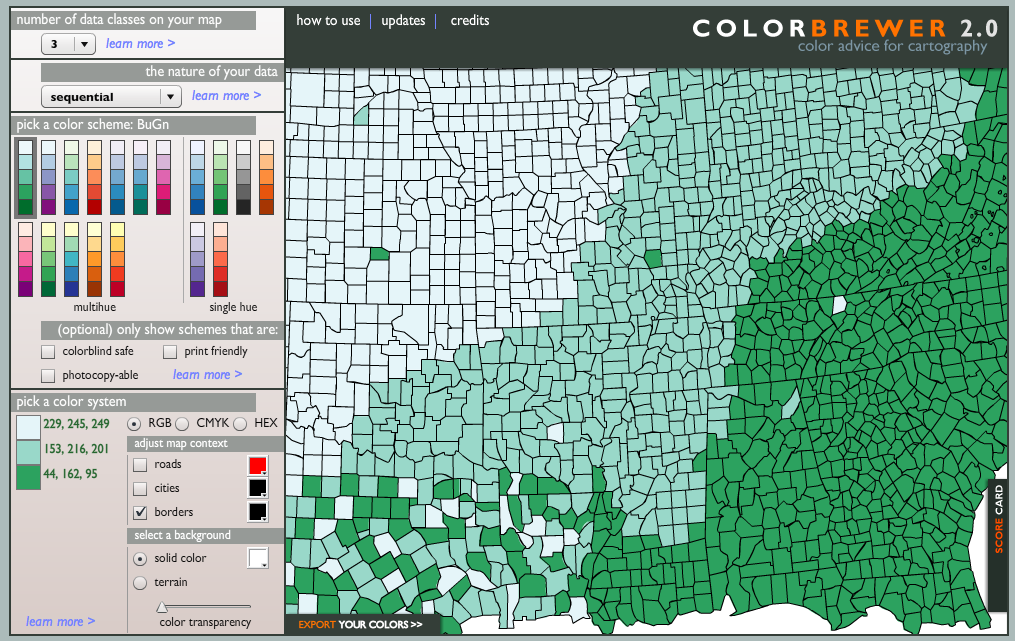 number of data classes on your map
3
learn more >
the nature of your data
sequential
learn more >
pick a color scheme: BuGn
multihue
single hue
(optional) only show schemes that are:
colorblind safe
print friendly
photocopy-able
learn more >
pick a color system
229, 245, 249
153, 216, 201
44, 162, 95
RGB
CMYK
HEX
adjust map context
roads
cities
borders
select a background
solid color
terrain
color transparency
learn more >
how to use
updates
credits
COLORBREWER 2.0
color advice for cartography
SCORE CARD
EXPORT YOUR COLORS >>